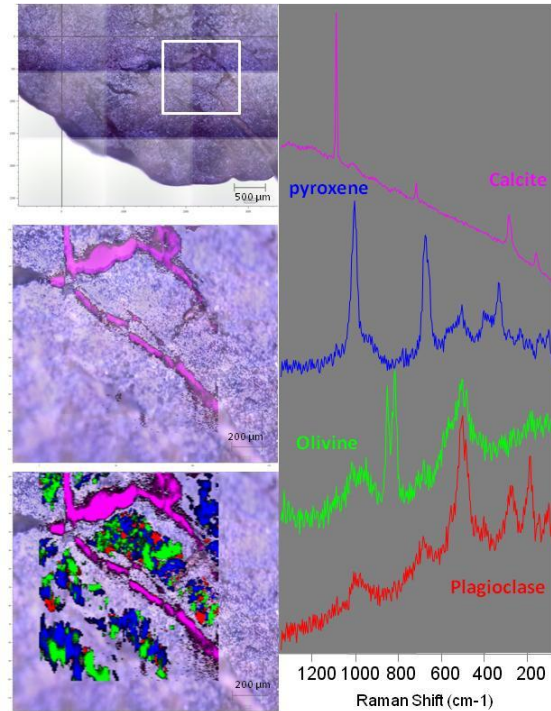 500 µm
200 µm
200 µm
Calcite
pyroxene
Olivine
Plagioclase
1200 1000 800 600 400 200
Raman Shift (cm-1)